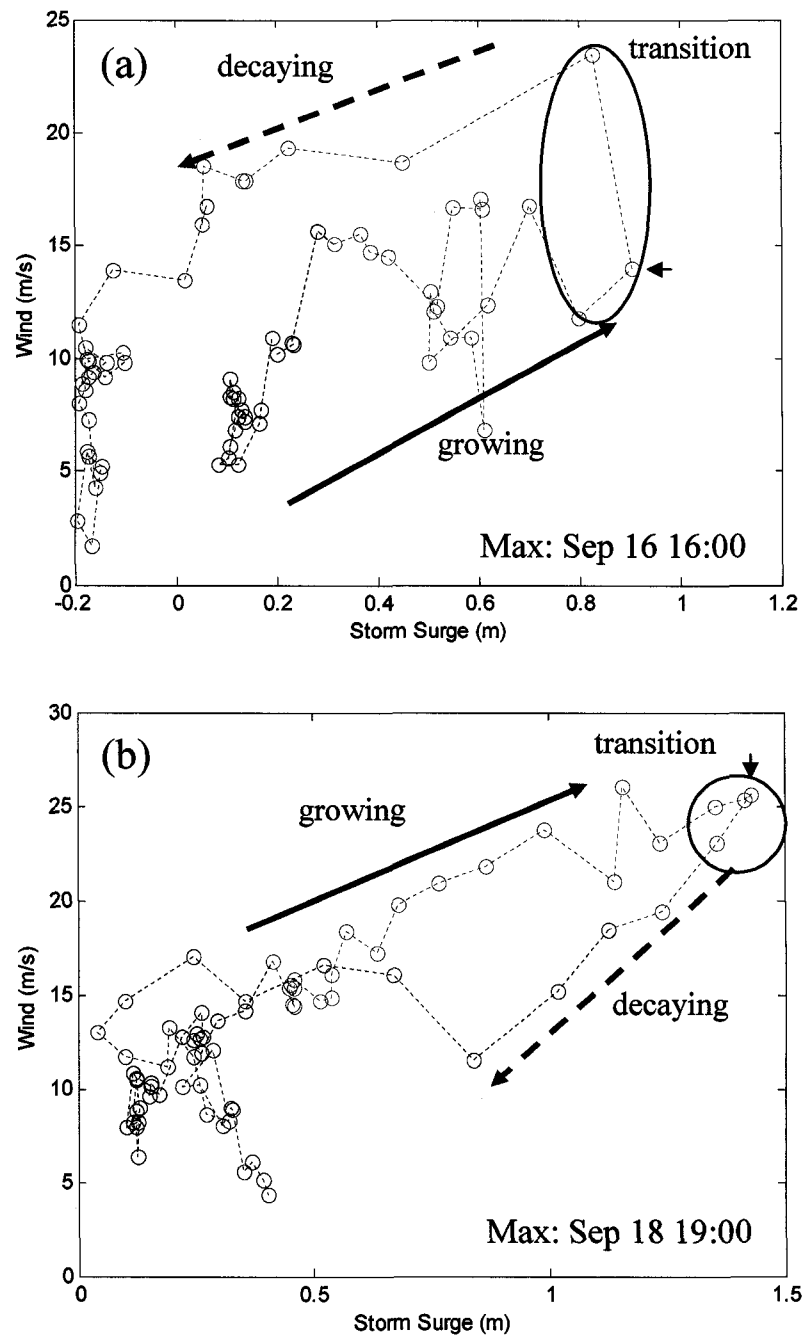 (a)
decaying
transition
growing
Max: Sep 16 16:00
Wind (m/s)
25
20
15
10
5
0
-0.2 0 0.2 0.4 0.6 0.8 1 1.2
Storm Surge (m)
(b)
transition
growing
decaying
Max: Sep 18 19:00
Wind (m/s)
30
25
20
15
10
5
0
0 0.5 1 1.5
Storm Surge (m)